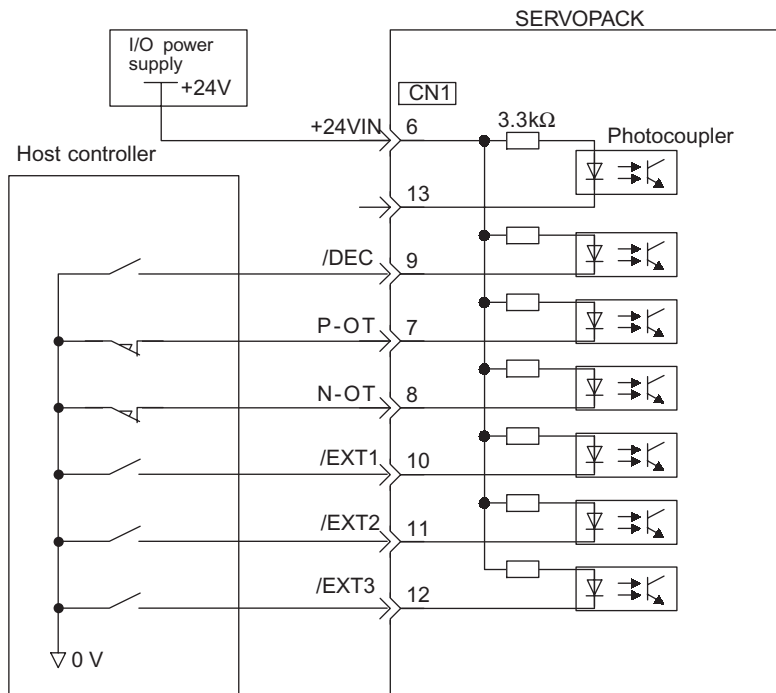 SERVOPACK
I/O power
supply
+24V
CN1
+24VIN
6
3.3kΩ
Photocoupler
Host controller
13
/DEC
9
P-OT
7
N-OT
8
/EXT1
10
/EXT2
11
/EXT3
12
0 V